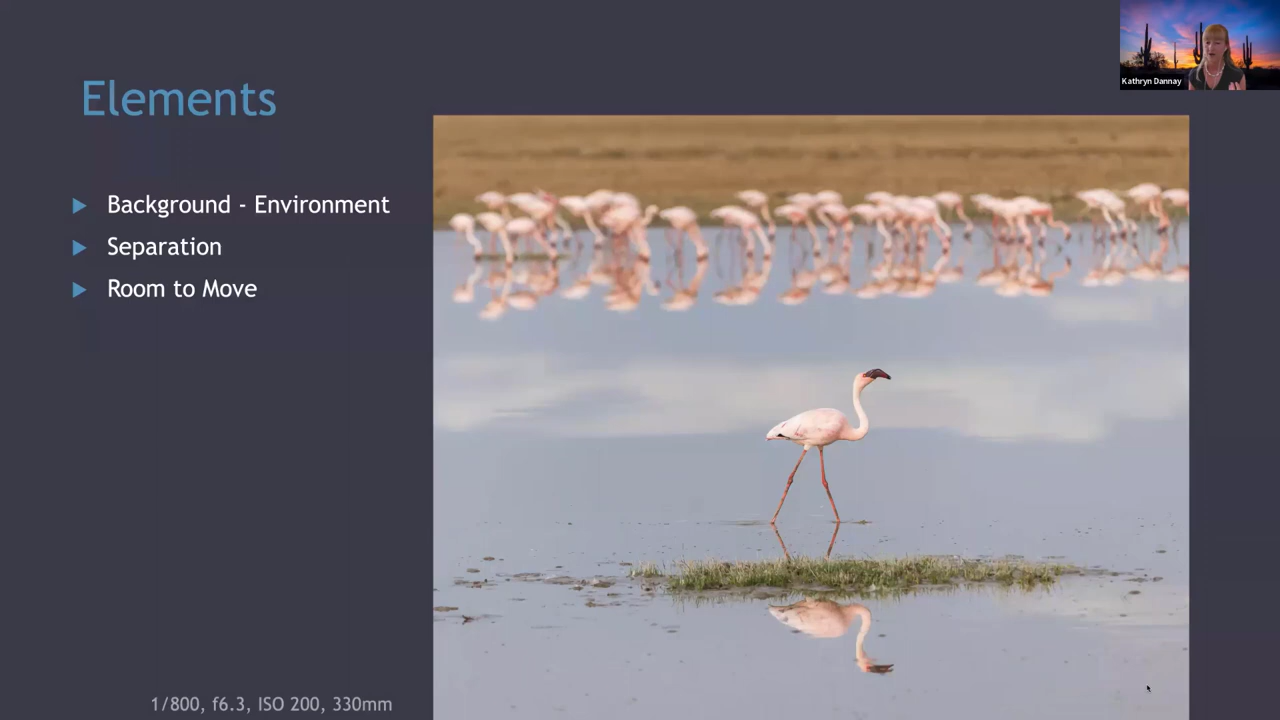 Kathryn Dannay
Elements
Background - Environment
Separation
Room to Move
1/800, f6.3, ISO 200, 330mm